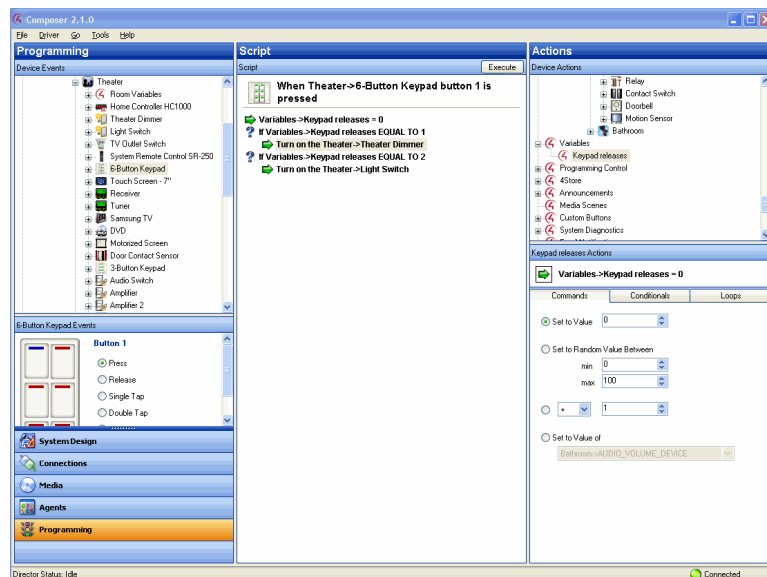 Composer 2.1.0
File Driver Go Tools Help
Programming
Device Events
Theater
Room Variables
Home Controller HC1000
Theater Dimmer
Light Switch
TV Outlet Switch
System Remote Control SR-250
6-Button Keypad
Touch Screen - 7"
Receiver
Tuner
Samsung TV
DVD
Motorized Screen
Door Contact Sensor
3-Button Keypad
Audio Switch
Amplifier
Amplifier 2
6-Button Keypad Events
Button 1
Press
Release
Single Tap
Double Tap
System Design
Connections
Media
Agents
Programming
Director Status: Idle
Script
Script Execute
When Theater->6-Button Keypad button 1 is
pressed
Variables->Keypad releases = 0
If Variables->Keypad releases EQUAL TO 1
Turn on the Theater->Theater Dimmer
If Variables->Keypad releases EQUAL TO 2
Turn on the Theater->Light Switch
Actions
Device Actions
Relay
Contact Switch
Doorbell
Motion Sensor
Bathroom
Variables
Keypad releases
Programming Control
4Store
Announcements
Media Scenes
Custom Buttons
System Diagnostics
Keypad releases Actions
Variables->Keypad releases = 0
Commands Conditionals Loops
Set to Value 0
Set to Random Value Between
min 0
max 100
+ 1
Set to Value of
Bathroom->AUDIO_VOLUME_DEVICE
Connected